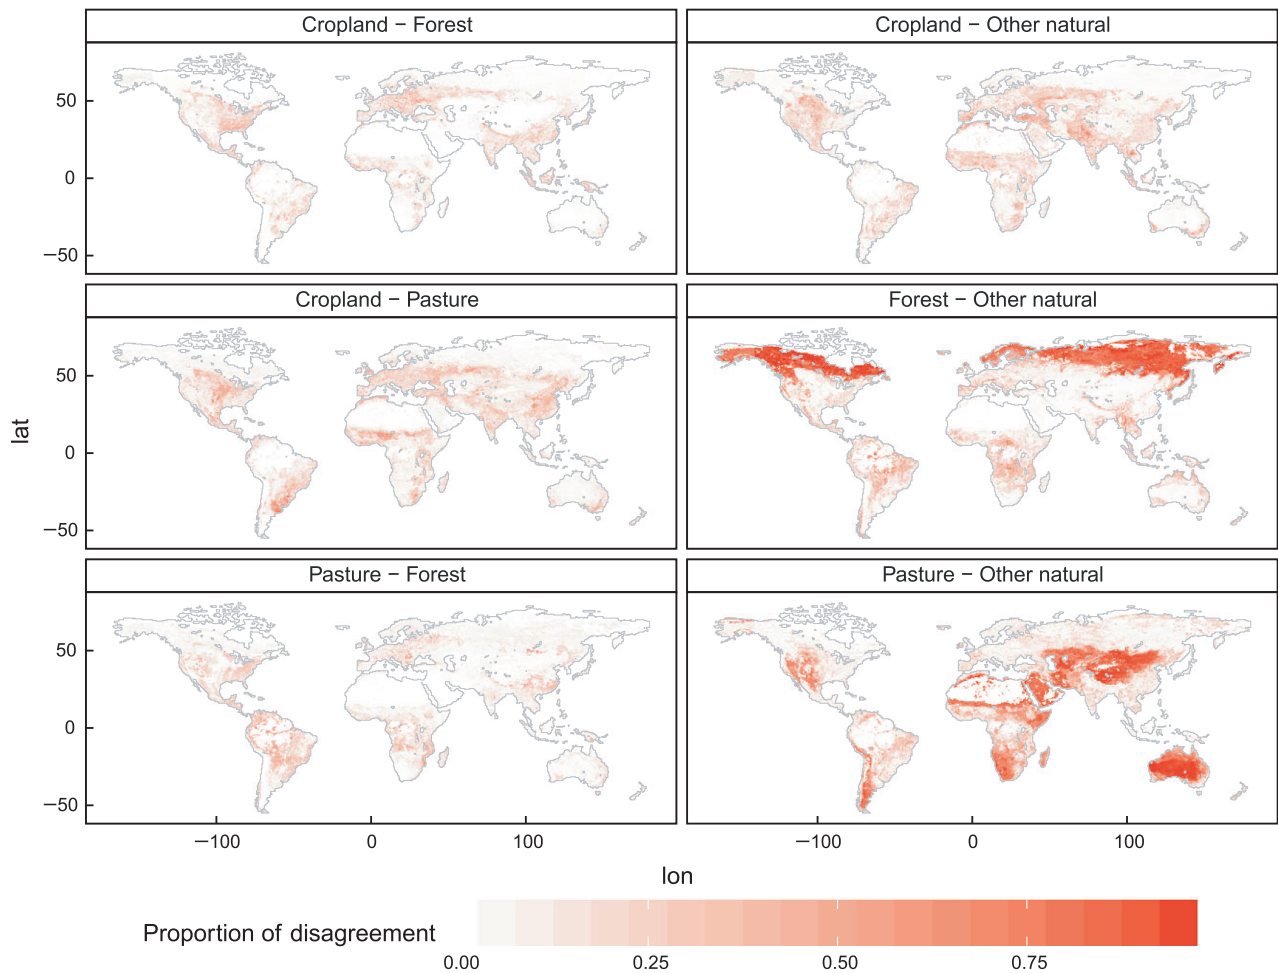 Cropland − Forest
Cropland − Other natural
50
0
−50
Cropland − Pasture
Forest − Other natural
50
0
−50
lat
Pasture − Forest
Pasture − Other natural
50
0
−50
−100 0 100 −100 0 100
lon
Proportion of disagreement
0.00 0.25 0.50 0.75